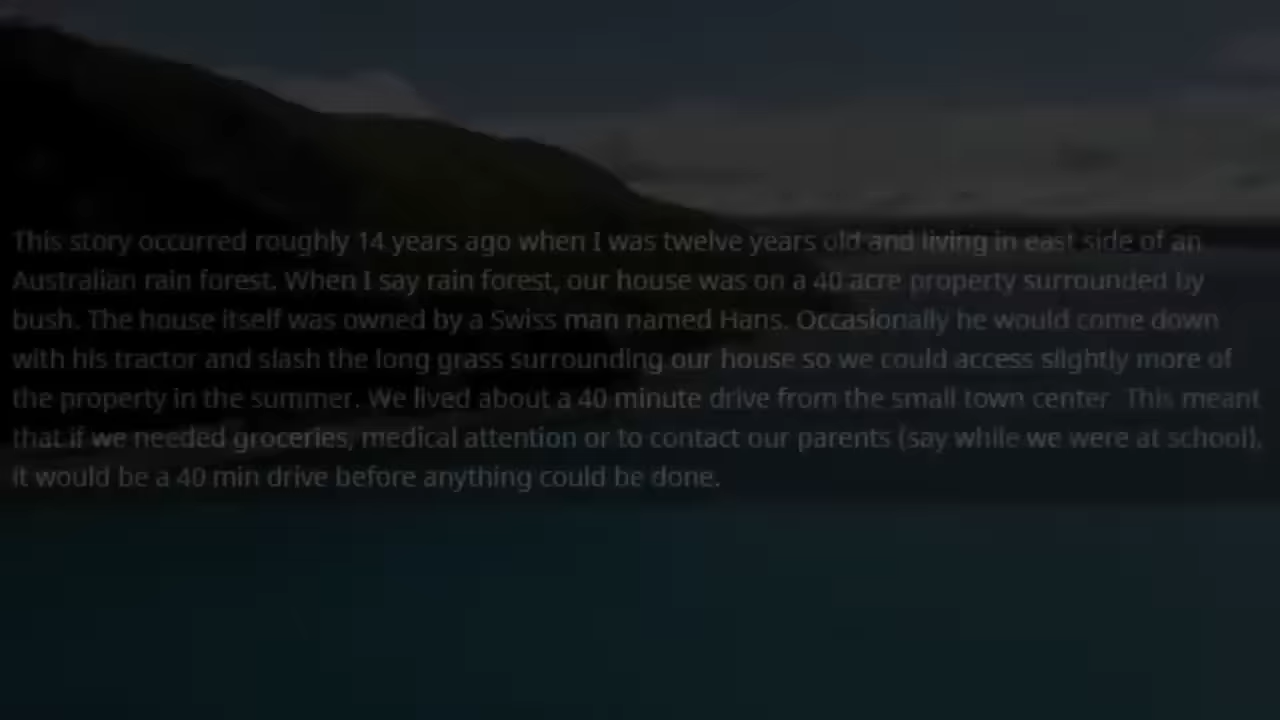 This story occurred roughly 14 years ago when I was twelve years old and living in east side of an
Australian rain forest. When I say rain forest, our house was on a 40 acre property surrounded by
bush. The house itself was owned by a Swiss man named Hans. Occasionally he would come down
with his tractor and slash the long grass surrounding our house so we could access slightly more of
the property in the summer. We lived about a 40 minute drive from the small town center. This meant
that if we needed groceries, medical attention or to contact our parents (say while we were at school),
it would be a 40 min drive before anything could be done.